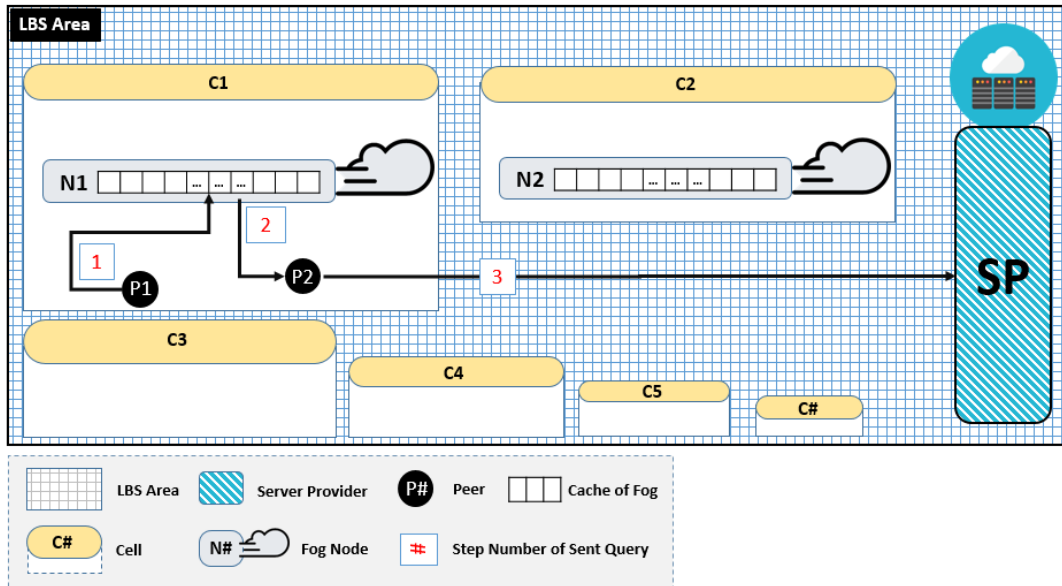 LBS Area
C1
C2
N1 ... ... ...
N2 ... ... ...
1
2
P1
P2
3
SP
C3
C4
C5
C#
LBS Area
Server Provider
P# Peer
Cache of Fog
C# Cell
N# Fog Node
# Step Number of Sent Query